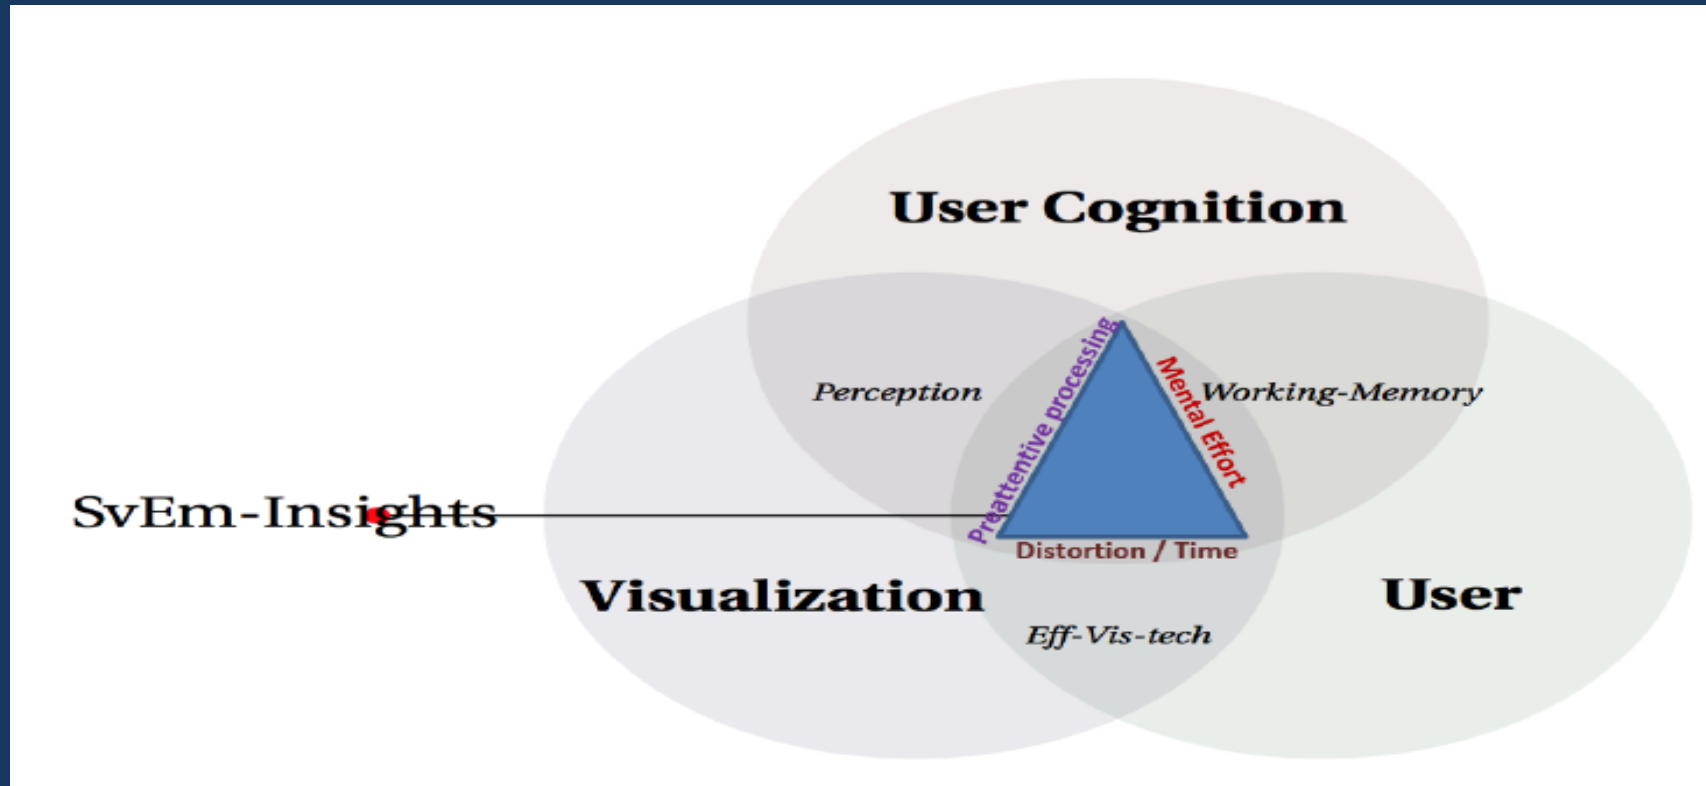 User Cognition
Perception
Preattentive processing
Mental Effort
Working-Memory
SvEm-Insights
Distortion / Time
Visualization
User
Eff-Vis-tech